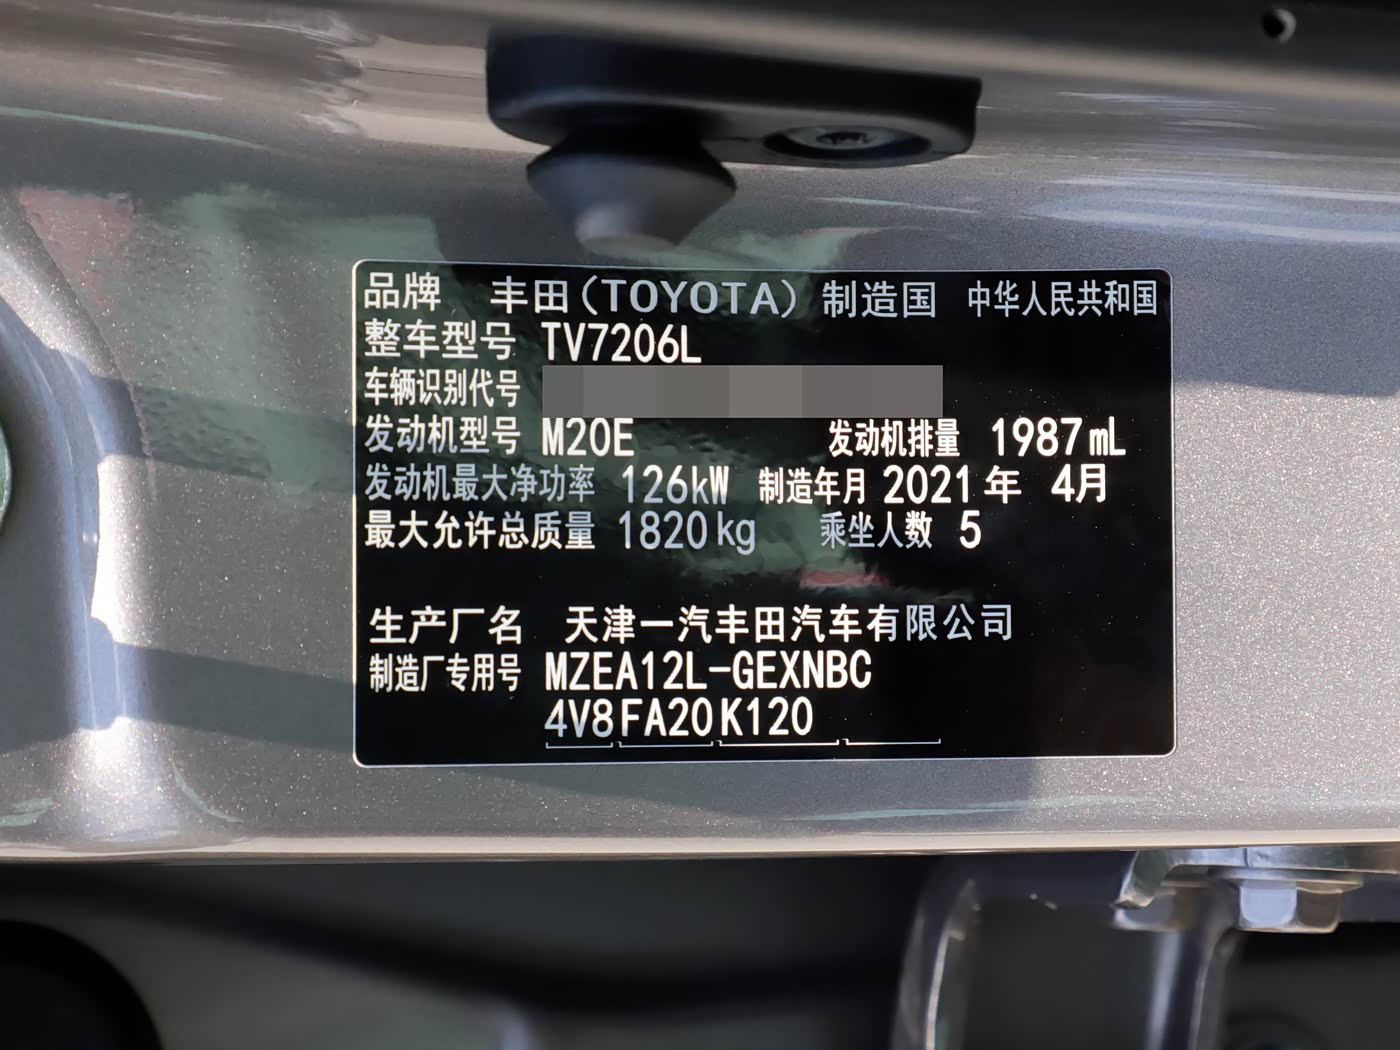 品牌 丰田(TOYOTA) 制造国 中华人民共和国
整车型号 TV7206L
车辆识别代号
发动机型号 M20E 发动机排量 1987mL
发动机最大净功率 126kW 制造年月 2021年 4月
最大允许总质量 1820kg 乘坐人数 5
生产厂名 天津一汽丰田汽车有限公司
制造厂专用号 MZEA12L-GEXNBC
4V8 FA20 K120